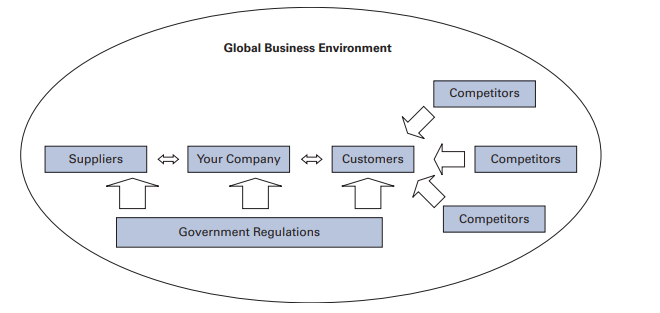 Global Business Environment
Competitors
Suppliers
Your Company
Customers
Competitors
Competitors
Government Regulations